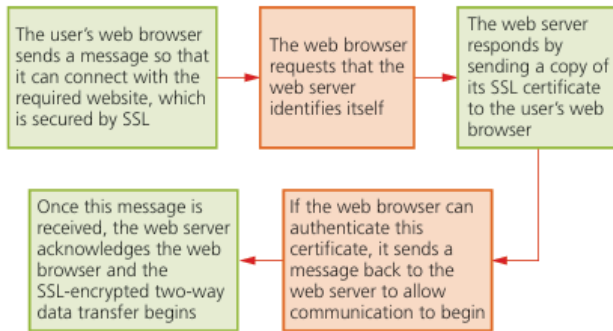 The user's web browser
sends a message so that
it can connect with the
required website, which
is secured by SSL
The web browser
requests that the
web server
identifies itself
The web server
responds by
sending a copy of
its SSL certificate
to the user's web
browser
If the web browser can
authenticate this
certificate, it sends a
message back to the
web server to allow
communication to begin
Once this message is
received, the web server
acknowledges the web
browser and the
SSL-encrypted two-way
data transfer begins